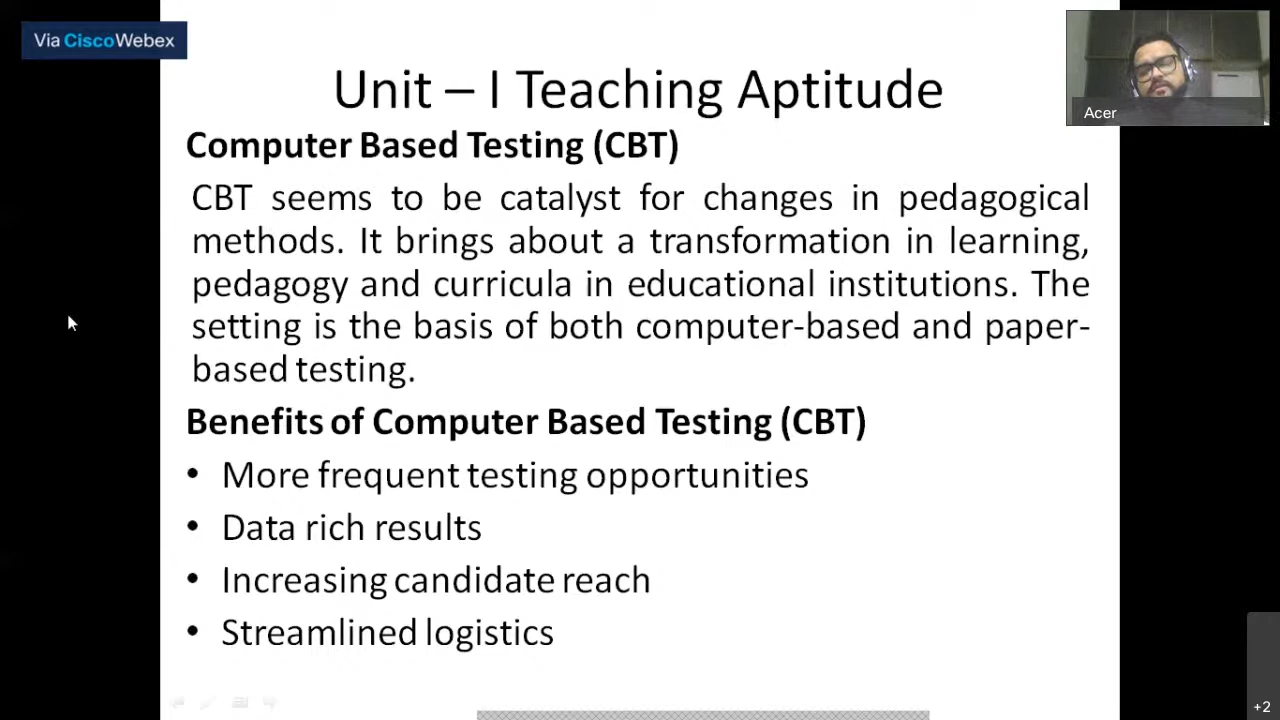 Via CiscoWebex
Unit – I Teaching Aptitude
Acer
Computer Based Testing (CBT)
CBT seems to be catalyst for changes in pedagogical
methods. It brings about a transformation in learning,
pedagogy and curricula in educational institutions. The
setting is the basis of both computer-based and paper-
based testing.
Benefits of Computer Based Testing (CBT)
• More frequent testing opportunities
• Data rich results
• Increasing candidate reach
• Streamlined logistics
+2